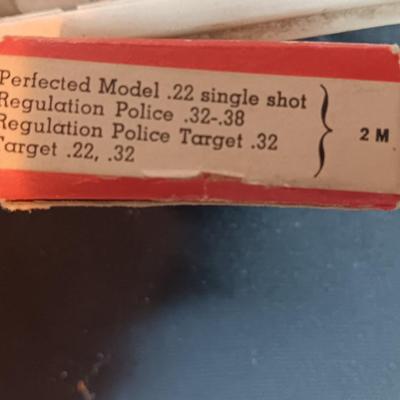 Perfected Model .22 single shot
Regulation Police .32-.38
Regulation Police Target .32
Target .22, .32
2 M